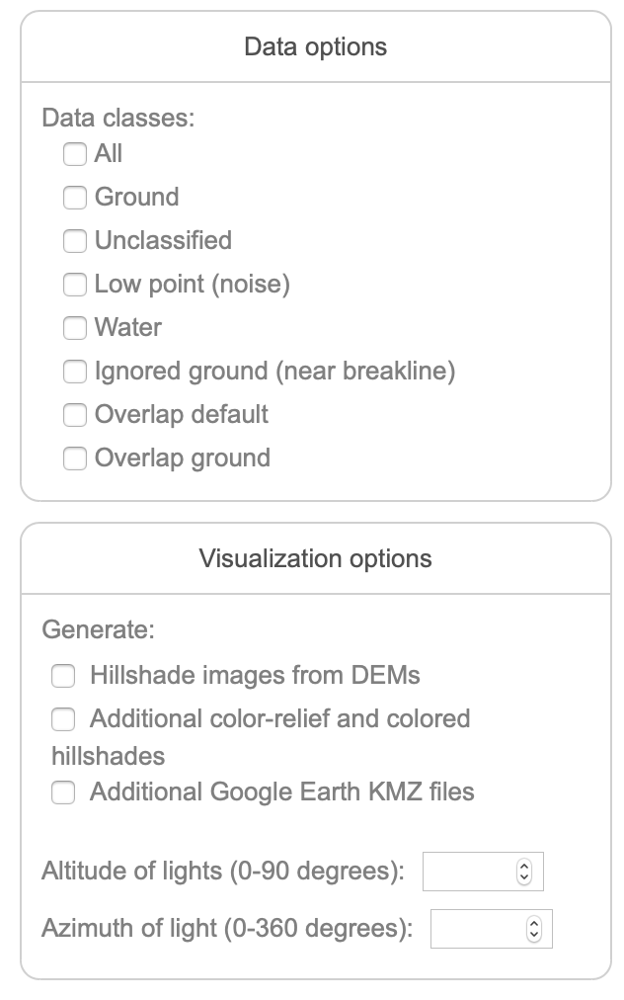 Data options
Data classes:
All
Ground
Unclassified
Low point (noise)
Water
Ignored ground (near breakline)
Overlap default
Overlap ground
Visualization options
Generate:
Hillshade images from DEMs
Additional color-relief and colored
hillshades
Additional Google Earth KMZ files
Altitude of lights (0-90 degrees):
Azimuth of light (0-360 degrees):